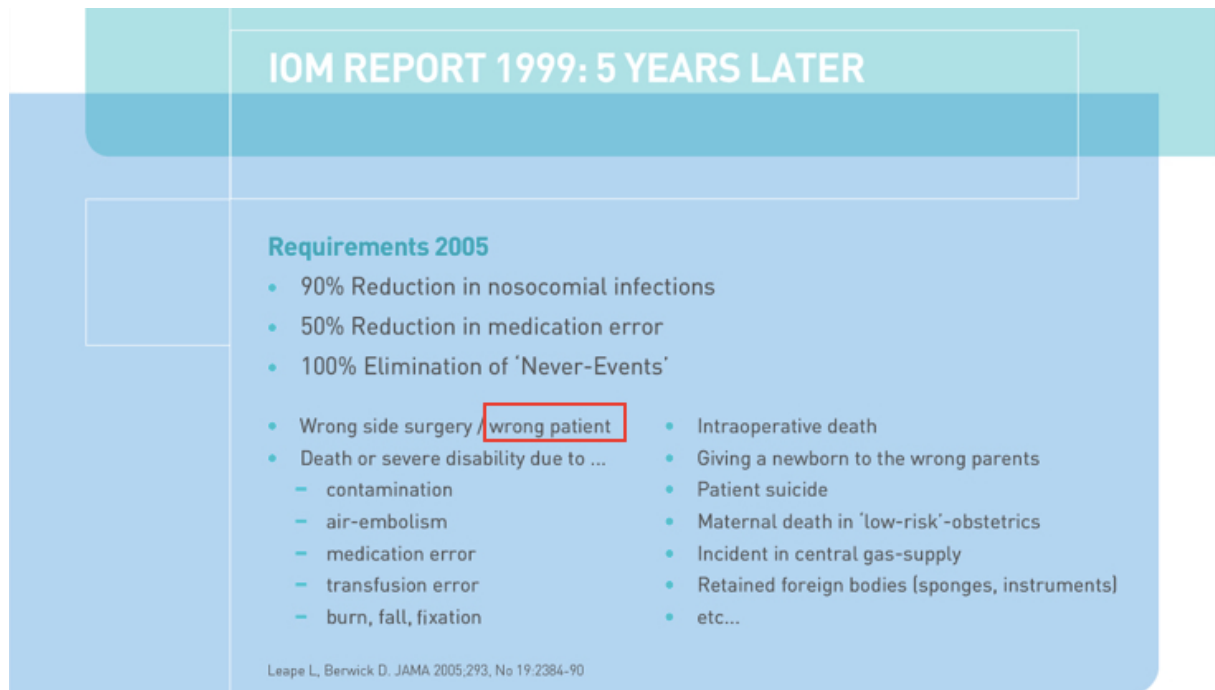 IOM REPORT 1999: 5 YEARS LATER
Requirements 2005
• 90% Reduction in nosocomial infections
• 50% Reduction in medication error
• 100% Elimination of ‘Never-Events’
• Wrong side surgery / wrong patient
• Death or severe disability due to ...
– contamination
– air-embolism
– medication error
– transfusion error
– burn, fall, fixation
• Intraoperative death
• Giving a newborn to the wrong parents
• Patient suicide
• Maternal death in ‘low-risk’-obstetrics
• Incident in central gas-supply
• Retained foreign bodies (sponges, instruments)
• etc...
Leape L, Berwick D. JAMA 2005;293, No 19:2384-90